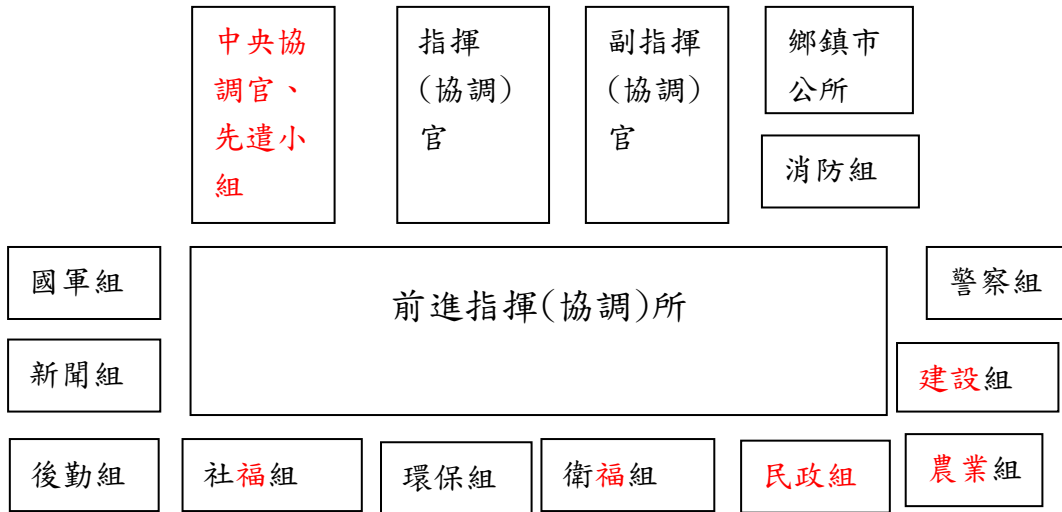 中央協
調官、
先遣小
組
指揮
(協調)
官
副指揮
(協調)
官
鄉鎮市
公所
消防組
國軍組
前進指揮(協調)所
警察組
新聞組
建設組
後勤組
社福組
環保組
衛福組
民政組
農業組